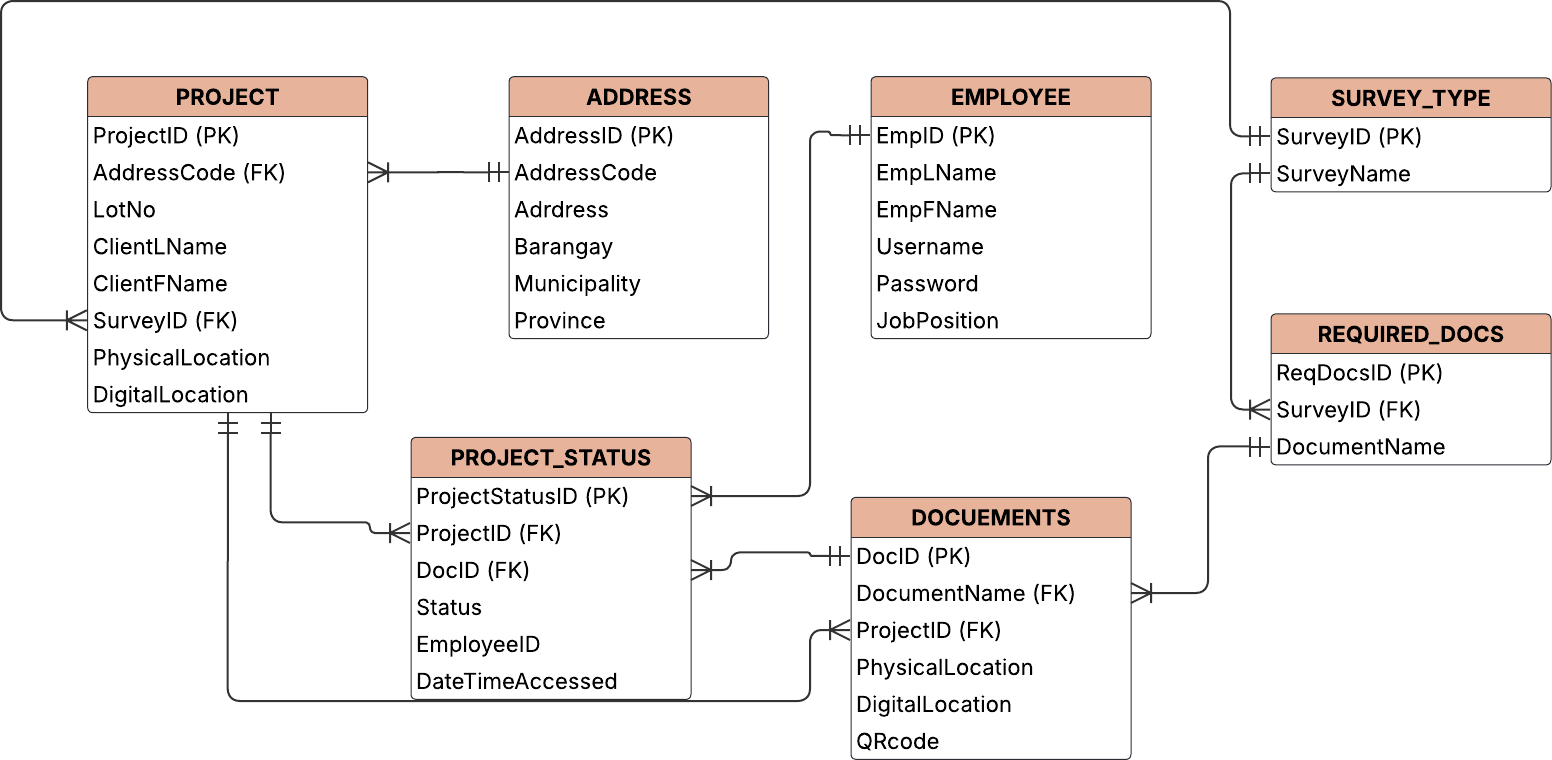 PROJECT
ProjectID (PK)
AddressCode (FK)
LotNo
ClientLName
ClientFName
SurveyID (FK)
PhysicalLocation
DigitalLocation
ADDRESS
AddressID (PK)
AddressCode
Adrdress
Barangay
Municipality
Province
EMPLOYEE
EmpID (PK)
EmpLName
EmpFName
Username
Password
JobPosition
SURVEY_TYPE
SurveyID (PK)
SurveyName
REQUIRED_DOCS
ReqDocsID (PK)
SurveyID (FK)
DocumentName
PROJECT_STATUS
ProjectStatusID (PK)
ProjectID (FK)
DocID (FK)
Status
EmployeeID
DateTimeAccessed
DOCUEMENTS
DocID (PK)
DocumentName (FK)
ProjectID (FK)
PhysicalLocation
DigitalLocation
QRcode